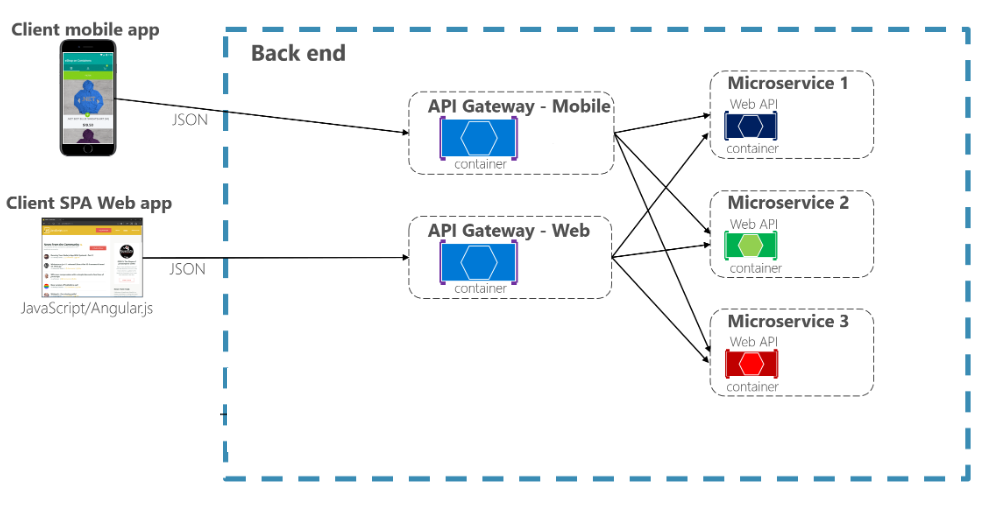 Client mobile app
JSON
Client SPA Web app
JSON
JavaScript/Angular.js
Back end
API Gateway - Mobile
container
API Gateway - Web
container
Microservice 1
Web API
container
Microservice 2
Web API
container
Microservice 3
Web API
container